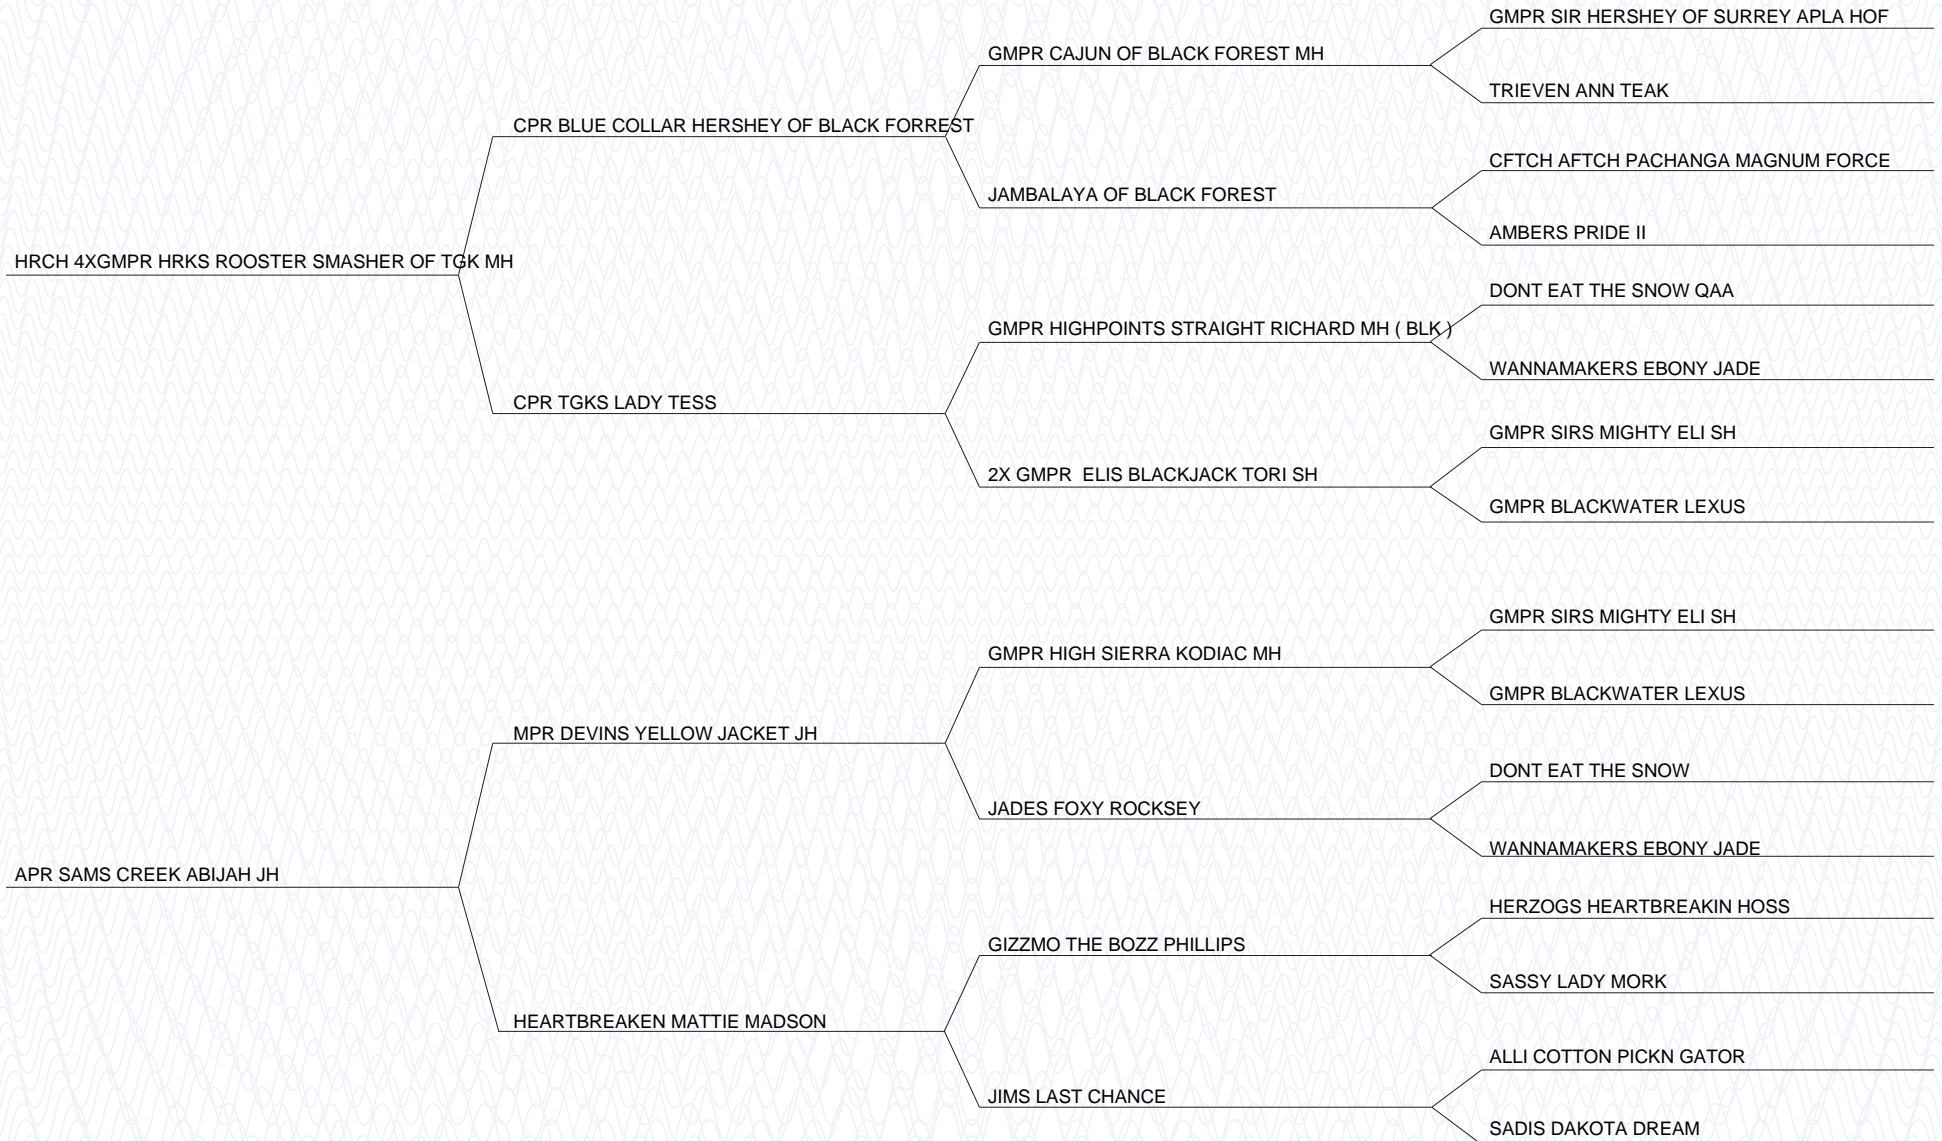 GMPR SIR HERSHEY OF SURREY APLA HOF
GMPR CAJUN OF BLACK FOREST MH
TRIEVEN ANN TEAK
CPR BLUE COLLAR HERSHEY OF BLACK FORREST
CFTCH AFTCH PACHANGA MAGNUM FORCE
JAMBALAYA OF BLACK FOREST
AMBERS PRIDE II
HRCH 4XGMPR HRKS ROOSTER SMASHER OF TGK MH
DONT EAT THE SNOW QAA
GMPR HIGHPOINTS STRAIGHT RICHARD MH ( BLK )
WANNAMAKERS EBONY JADE
CPR TGKS LADY TESS
GMPR SIRS MIGHTY ELI SH
2X GMPR  ELIS BLACKJACK TORI SH
GMPR BLACKWATER LEXUS
GMPR SIRS MIGHTY ELI SH
GMPR HIGH SIERRA KODIAC MH
GMPR BLACKWATER LEXUS
MPR DEVINS YELLOW JACKET JH
DONT EAT THE SNOW
JADES FOXY ROCKSEY
WANNAMAKERS EBONY JADE
APR SAMS CREEK ABIJAH JH
HERZOGS HEARTBREAKIN HOSS
GIZZMO THE BOZZ PHILLIPS
SASSY LADY MORK
HEARTBREAKEN MATTIE MADSON
ALLI COTTON PICKN GATOR
JIMS LAST CHANCE
SADIS DAKOTA DREAM